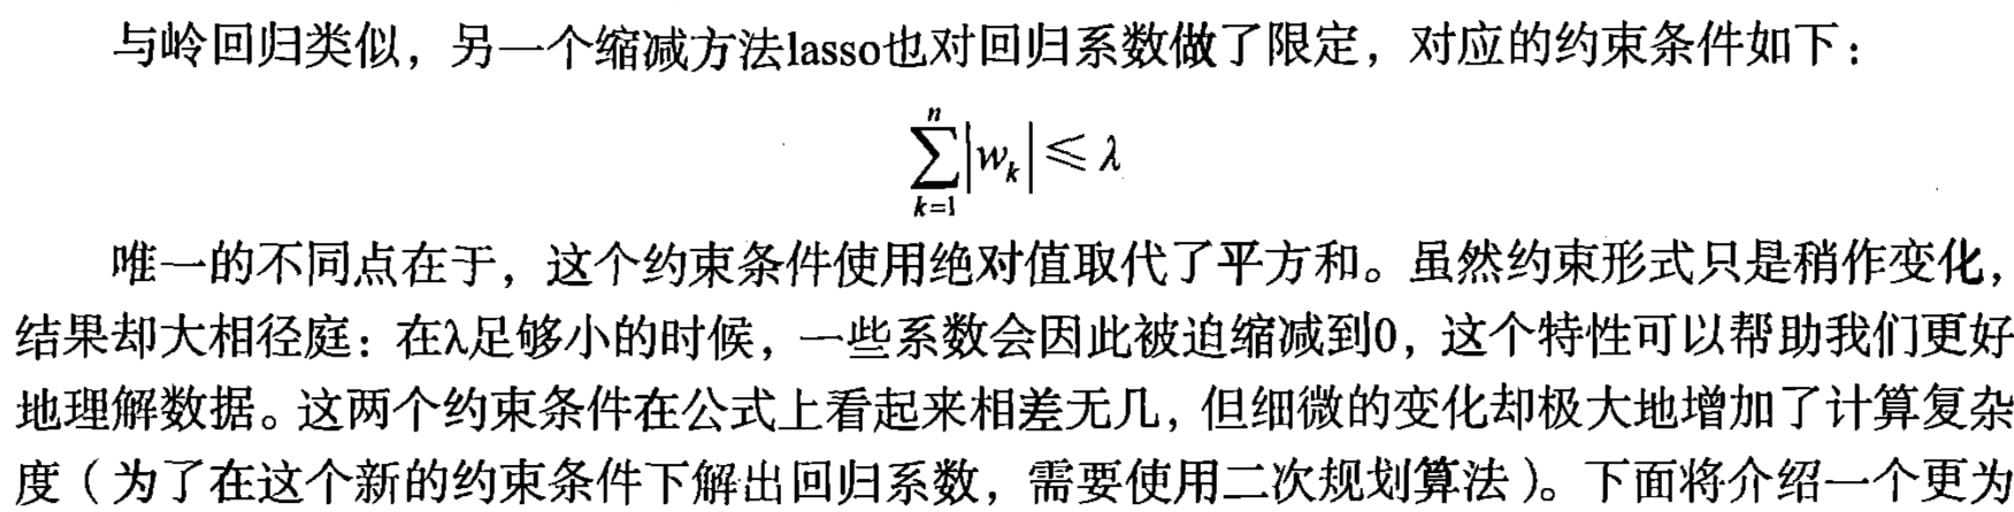 与岭回归类似，另一个缩减方法lasso也对回归系数做了限定，对应的约束条件如下：
$$\sum_{k=1}^{n}|w_k| \leqslant \lambda$$
唯一的不同点在于，这个约束条件使用绝对值取代了平方和。虽然约束形式只是稍作变化，
结果却大相径庭：在λ足够小的时候，一些系数会因此被迫缩减到0，这个特性可以帮助我们更好
地理解数据。这两个约束条件在公式上看起来相差无几，但细微的变化却极大地增加了计算复杂
度（为了在这个新的约束条件下解出回归系数，需要使用二次规划算法）。下面将介绍一个更为